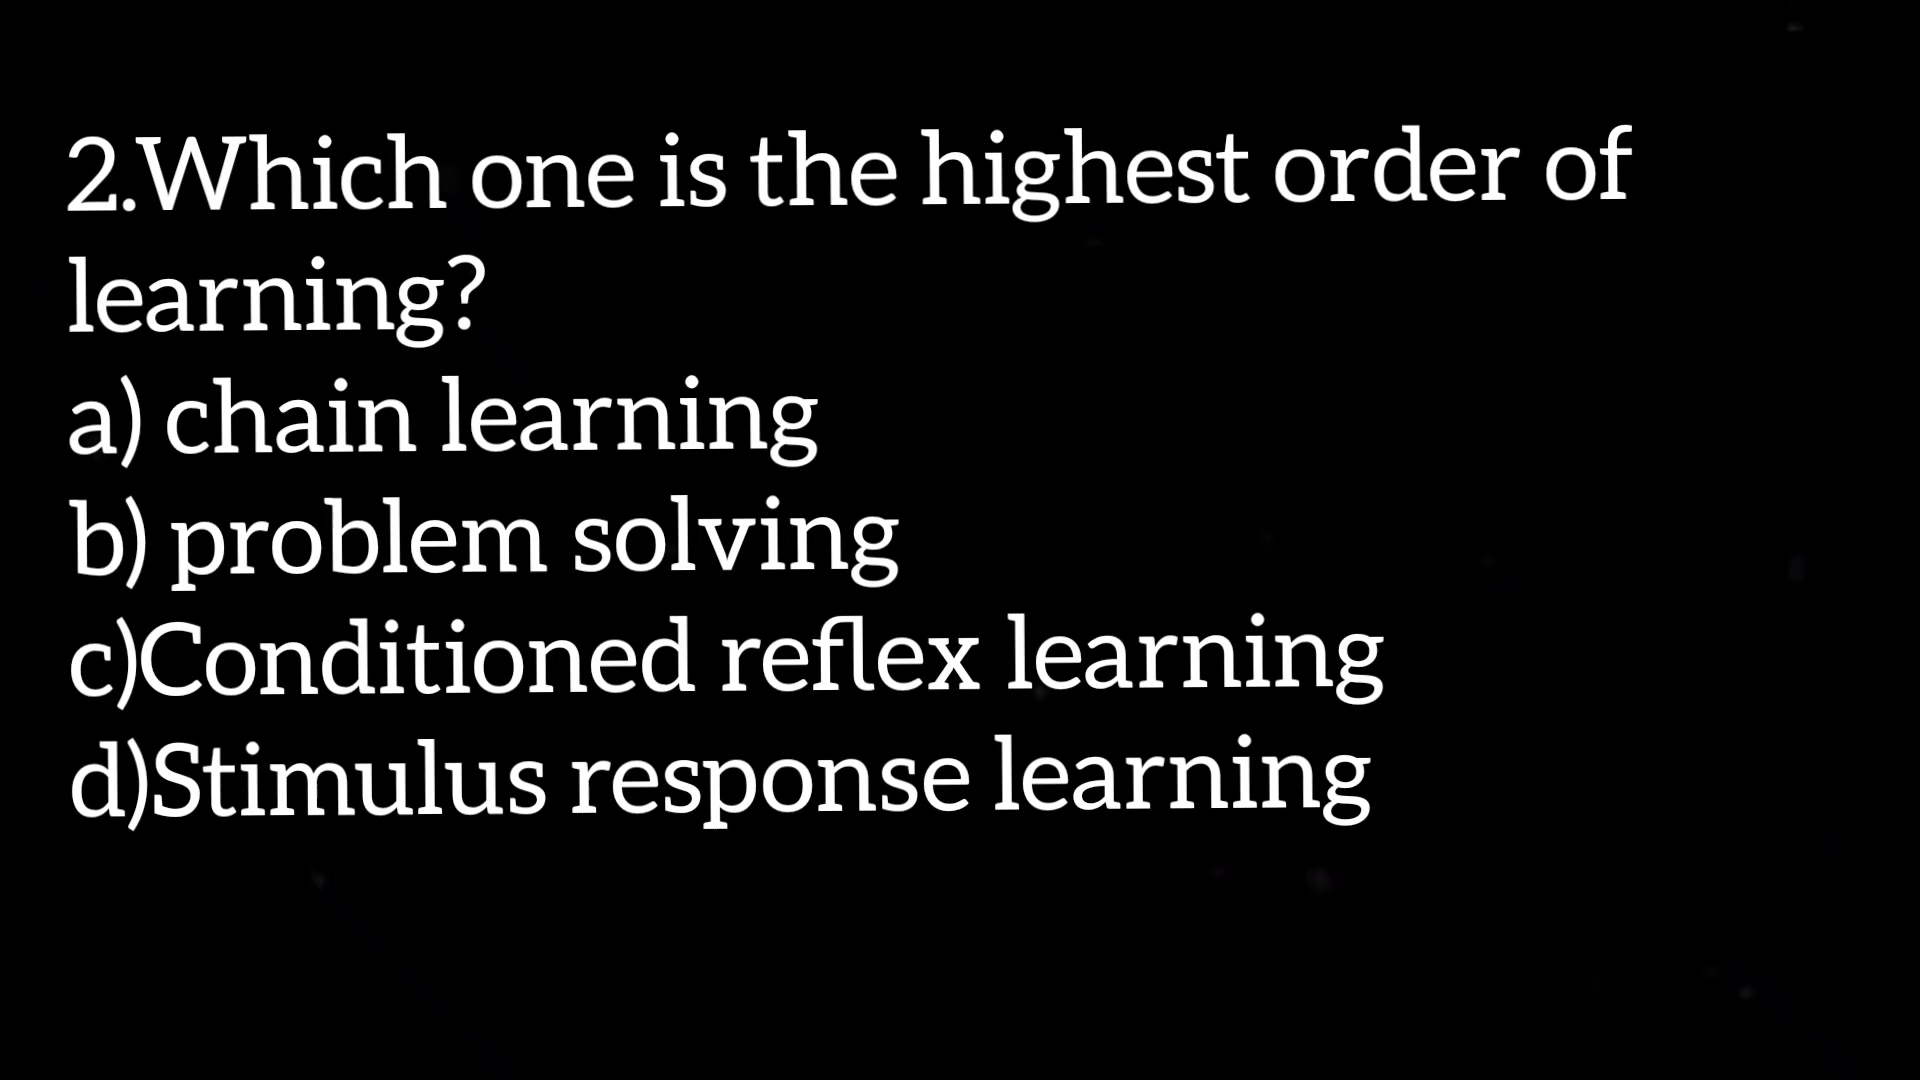 2.Which one is the highest order of
learning?
a) chain learning
b) problem solving
c)Conditioned reflex learning
d)Stimulus response learning